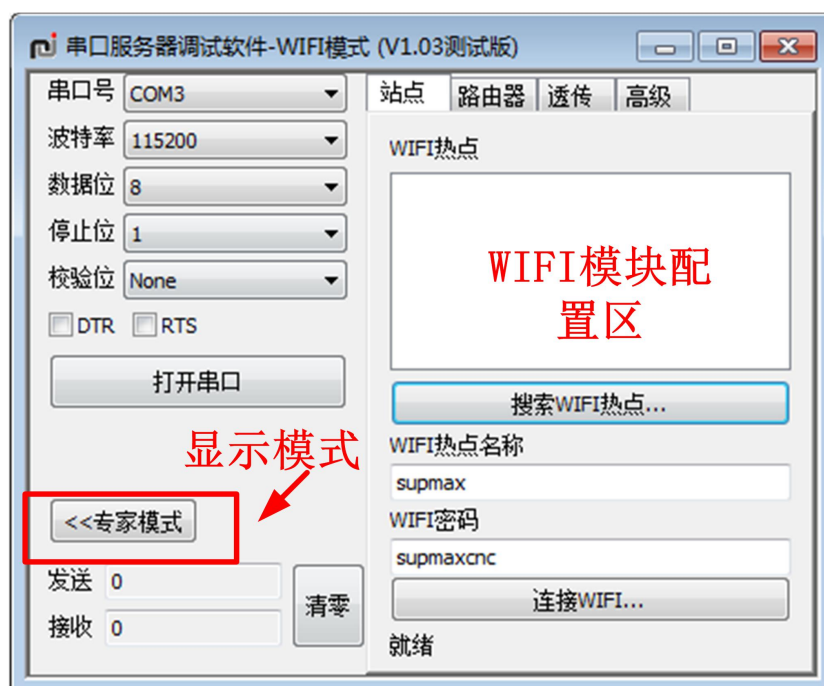 串口服务器调试软件-WIFI模式 (V1.03测试版)
串口号 COM3
波特率 115200
数据位 8
停止位 1
校验位 None
DTR RTS
打开串口
显示模式
<<专家模式
发送 0
接收 0
清零
站点 路由器 透传 高级
WIFI热点
WIFI模块配
置区
搜索WIFI热点...
WIFI热点名称
supmax
WIFI密码
supmaxcnc
连接WIFI...
就绪